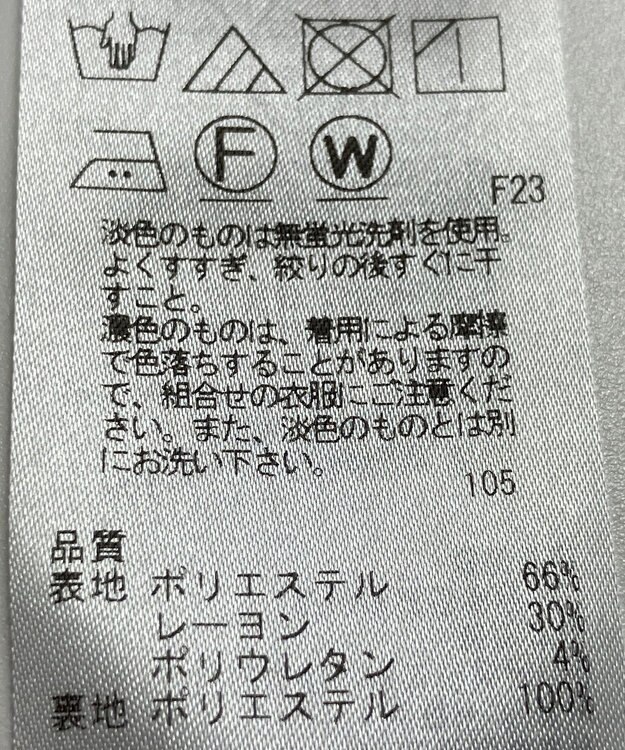 F W
F23
淡色のものは無蛍光洗剤を使用。
よくすすぎ、絞りの後すぐに干
すこと。
濃色のものは、着用による摩擦
で色落ちすることがありますの
で、組合せの衣服にご注意くだ
さい。また、淡色のものとは別
にお洗い下さい。
105
品質
表地 ポリエステル 66%
レーヨン 30%
ポリウレタン 4%
裏地 ポリエステル 100%